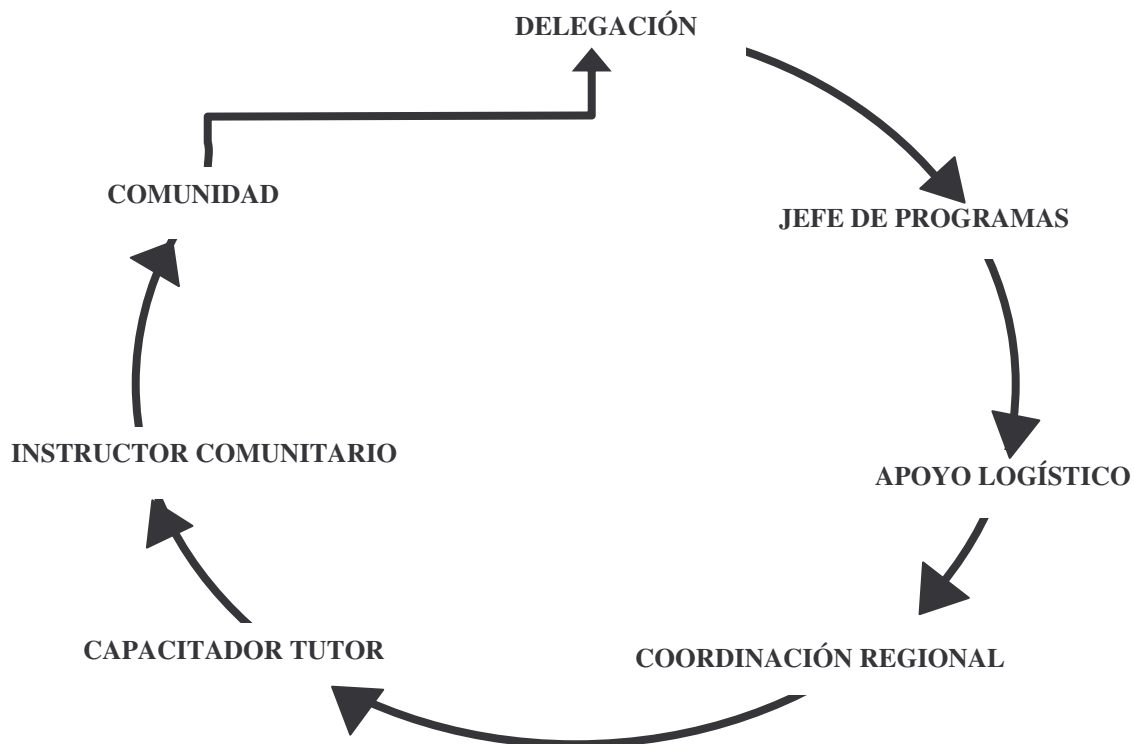 DELEGACIÓN
COMUNIDAD
JEFE DE PROGRAMAS
INSTRUCTOR COMUNITARIO
APOYO LOGÍSTICO
CAPACITADOR TUTOR
COORDINACIÓN REGIONAL